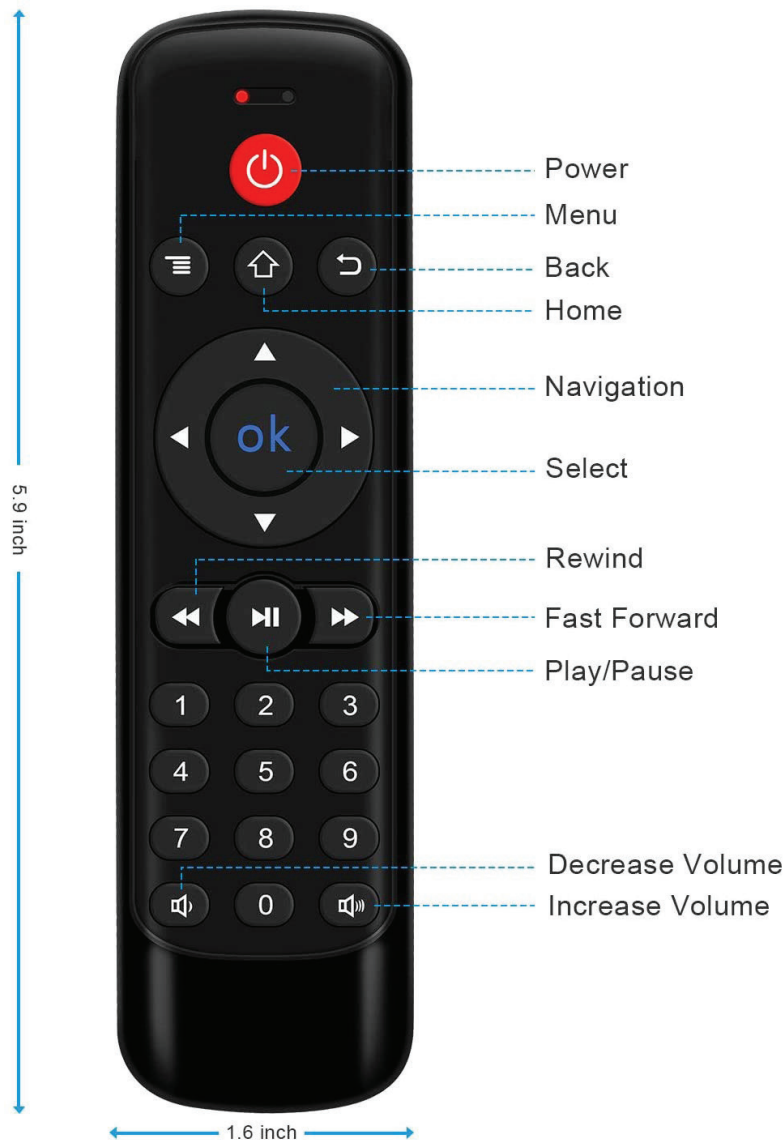 Power
Menu
Back
Home
Navigation
ok
Select
5.9 inch
Rewind
Fast Forward
Play/Pause
1 2 3
4 5 6
7 8 9
Decrease Volume
0
Increase Volume
1.6 inch